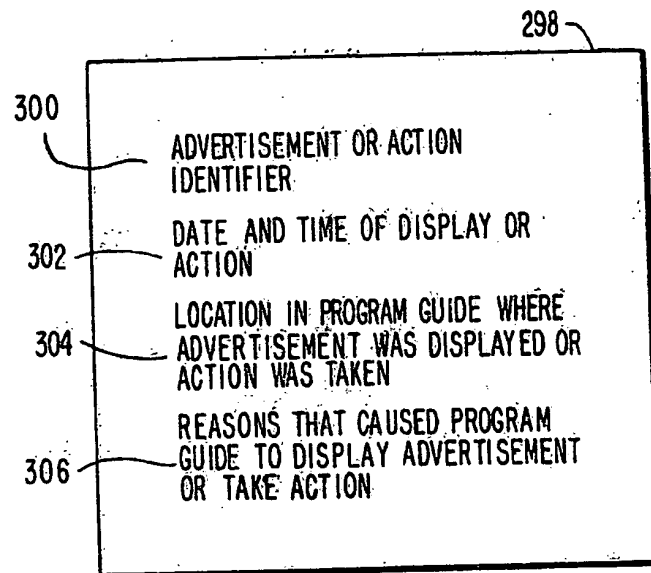 298
300
ADVERTISEMENT OR ACTION
IDENTIFIER
302
DATE AND TIME OF DISPLAY OR
ACTION
304
LOCATION IN PROGRAM GUIDE WHERE
ADVERTISEMENT WAS DISPLAYED OR
ACTION WAS TAKEN
306
REASONS THAT CAUSED PROGRAM
GUIDE TO DISPLAY ADVERTISEMENT
OR TAKE ACTION